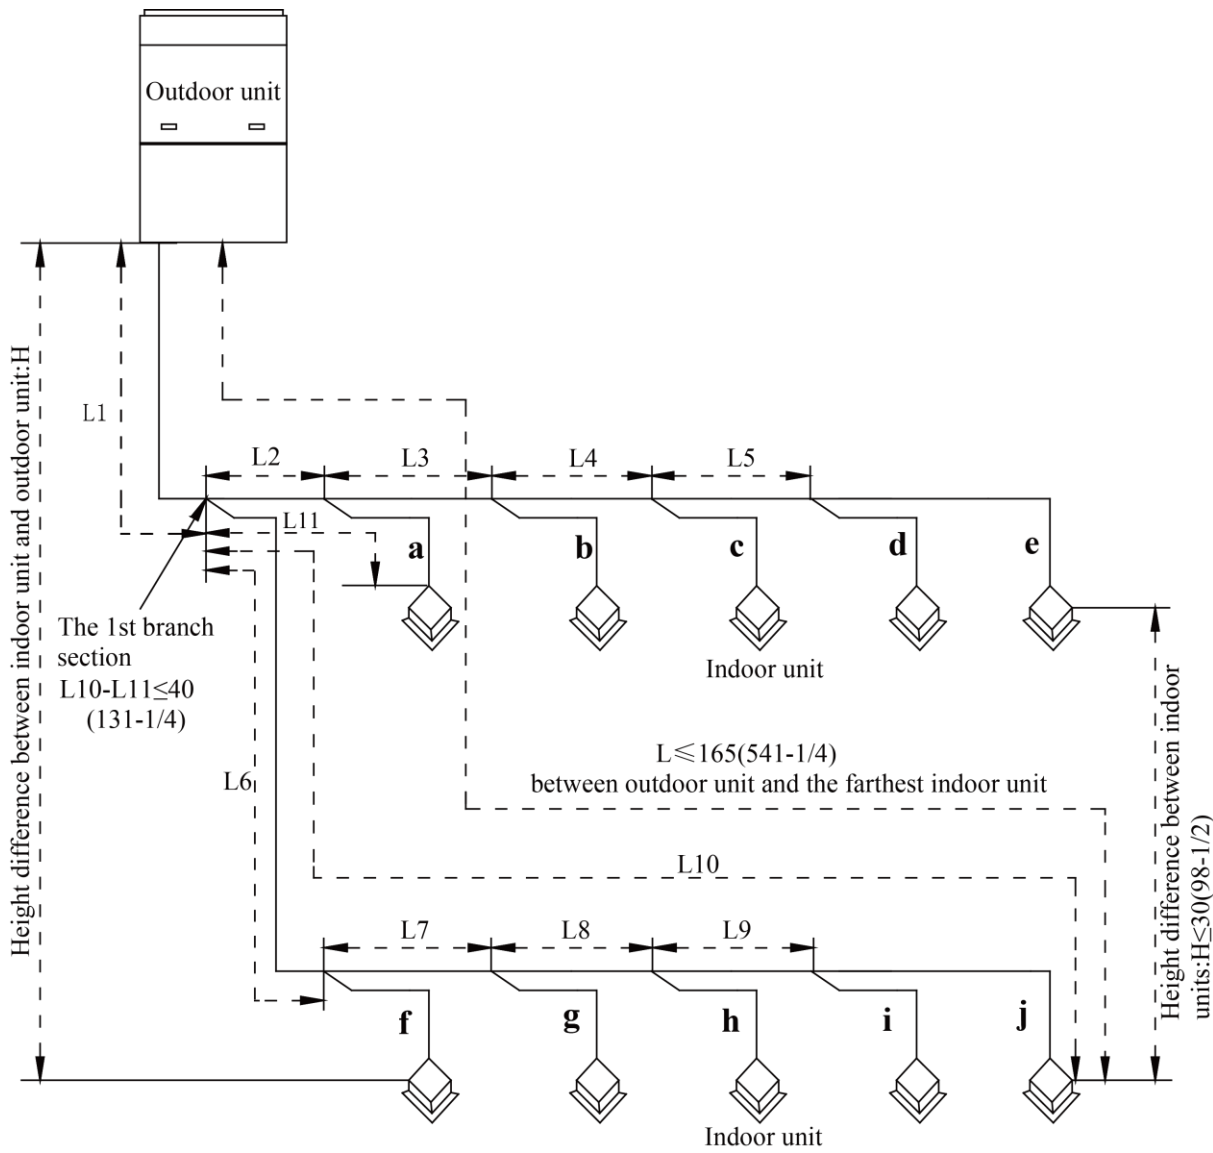 Outdoor unit
Height difference between indoor unit and outdoor unit:H
L1
L2
L3
L4
L5
L11
a
b
c
d
e
The 1st branch
section
L10-L11≤40
(131-1/4)
Indoor unit
L6
L≤165(541-1/4)
between outdoor unit and the farthest indoor unit
Height difference between indoor
units:H≤30(98-1/2)
L10
L7
L8
L9
f
g
h
i
j
Indoor unit